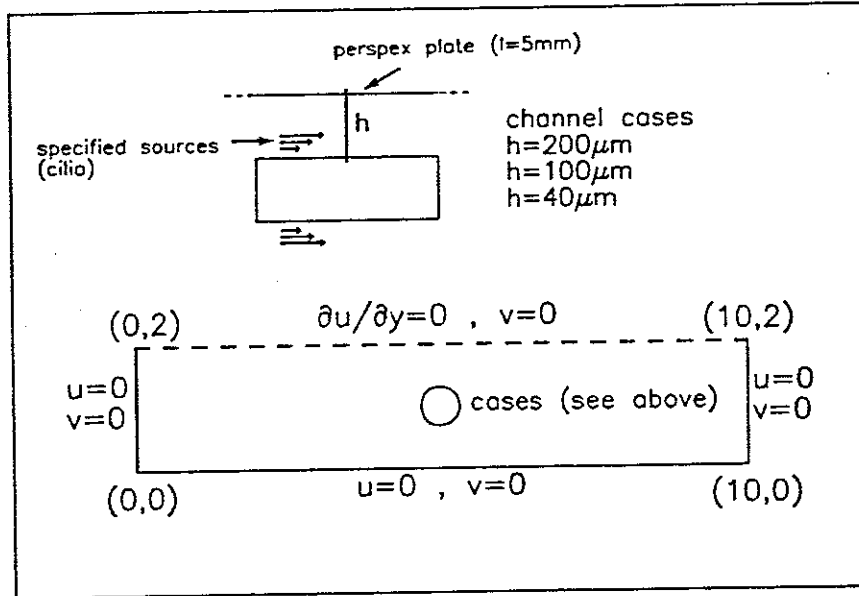 perspex plate (t=5mm)
h
specified sources
(cilia)
channel cases
h=200μm
h=100μm
h=40μm
(0,2)
∂u/∂y=0 , v=0
(10,2)
u=0
v=0
cases (see above)
u=0
v=0
(0,0)
u=0 , v=0
(10,0)